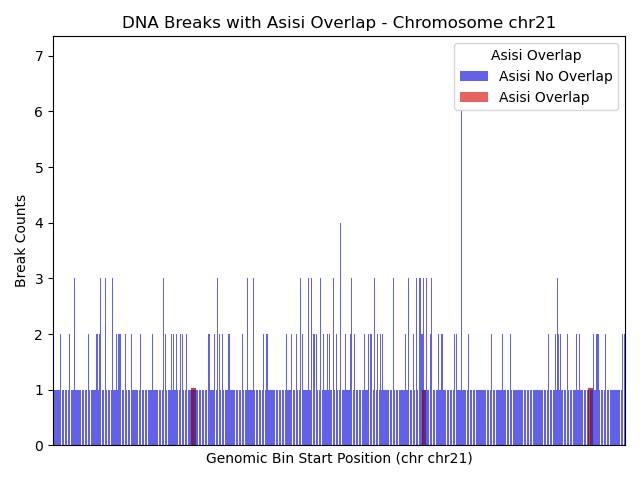 DNA Breaks with Asisi Overlap - Chromosome chr21
7
6
5
4
3
2
1
0
Break Counts
Asisi Overlap
Asisi No Overlap
Asisi Overlap
Genomic Bin Start Position (chr chr21)